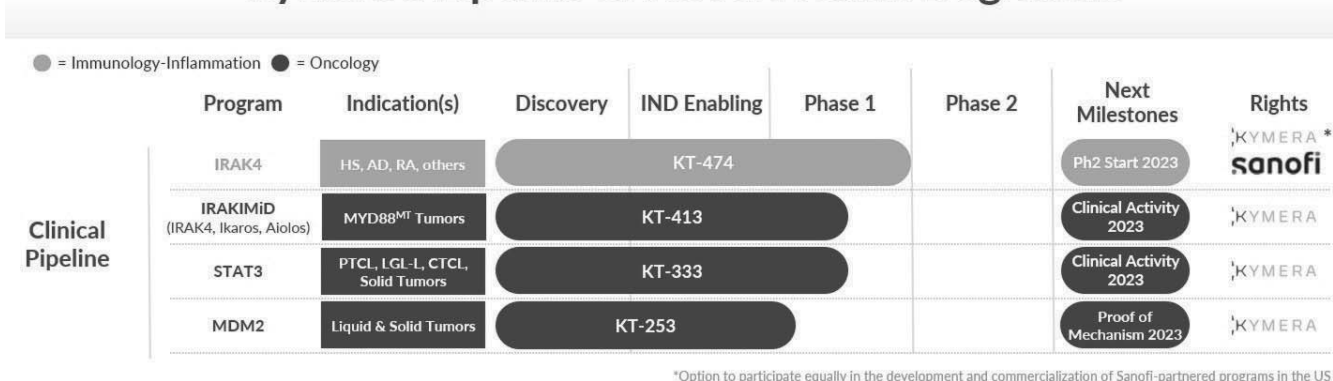 = Immunology-Inflammation = Oncology
Program Indication(s) Discovery IND Enabling Phase 1 Phase 2 Next Milestones Rights
Clinical Pipeline
IRAK4 HS, AD, RA, others KT-474 Ph2 Start 2023 KYMERA * sanofi
IRAKIMiD
(IRAK4, Ikaros, Aiolos) MYD88MT Tumors KT-413 Clinical Activity 2023 KYMERA
STAT3 PTCL, LGL-L, CTCL, Solid Tumors KT-333 Clinical Activity 2023 KYMERA
MDM2 Liquid & Solid Tumors KT-253 Proof of Mechanism 2023 KYMERA
*Option to participate equally in the development and commercialization of Sanofi-partnered programs in the US